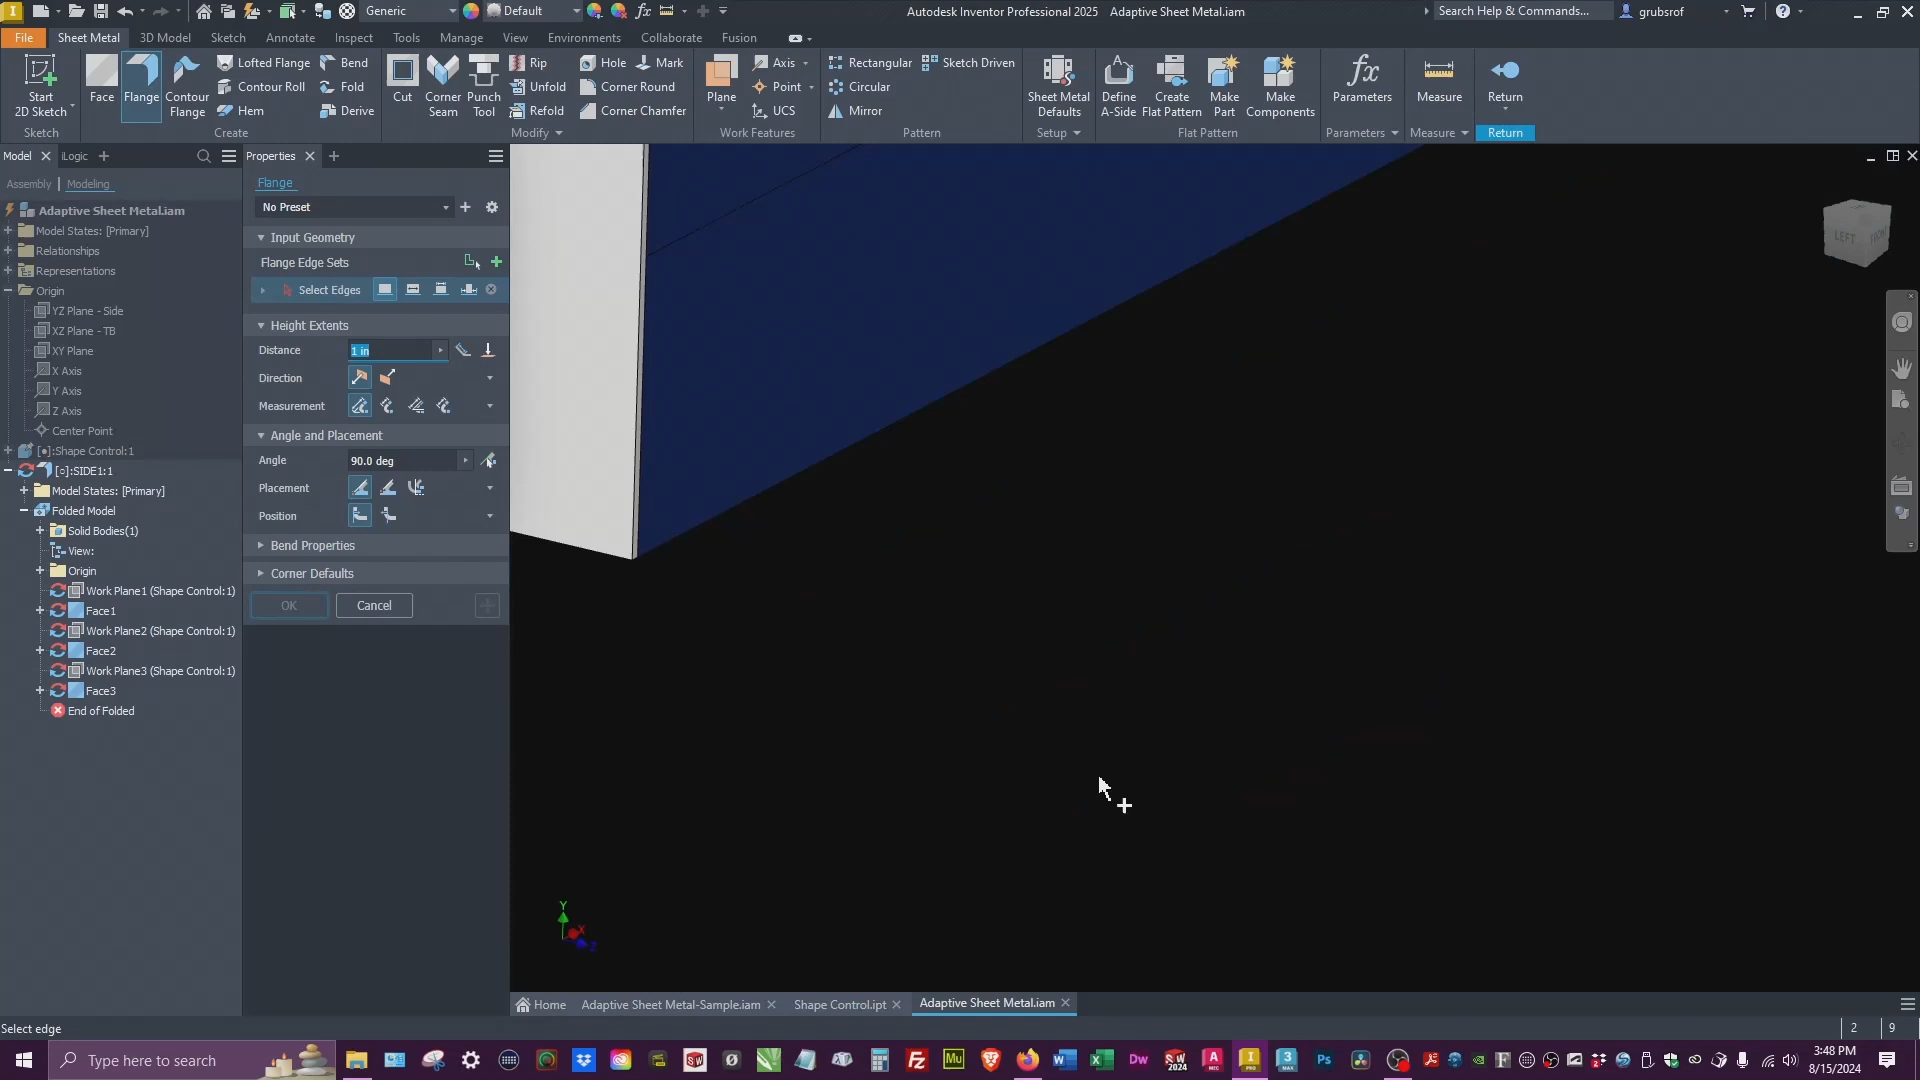 Generic
Default
Autodesk Inventor Professional 2025 Adaptive Sheet Metal.iam
Search Help & Commands...
grubsrof
File Sheet Metal 3D Model Sketch Annotate Inspect Tools Manage View Environments Collaborate Fusion
Start 2D Sketch
Face
Flange
Contour Flange
Lofted Flange
Contour Roll
Hem
Bend
Fold
Derive
Cut
Corner Seam
Punch Tool
Rip
Unfold
Refold
Hole
Mark
Corner Round
Corner Chamfer
Plane
Axis
Point
UCS
Rectangular
Circular
Mirror
Sketch Driven
Sheet Metal Defaults
Define A-Side
Create Flat Pattern
Make Part
Make Components
fx
Parameters
Measure
Return
Sketch Create Modify Work Features Pattern Setup Flat Pattern Parameters Measure Return
Model iLogic
Assembly | Modeling
Adaptive Sheet Metal.iam
Model States: [Primary]
Relationships
Representations
Origin
YZ Plane - Side
XZ Plane - TB
XY Plane
X Axis
Y Axis
Z Axis
Center Point
[●]:Shape Control:1
[○]:SIDE1:1
Model States: [Primary]
Folded Model
Solid Bodies(1)
View:
Origin
Work Plane1 (Shape Control:1)
Face1
Work Plane2 (Shape Control:1)
Face2
Work Plane3 (Shape Control:1)
Face3
End of Folded
Properties
Flange
No Preset
Input Geometry
Flange Edge Sets
Select Edges
Height Extents
Distance 1 in
Direction
Measurement
Angle and Placement
Angle 90.0 deg
Placement
Position
Bend Properties
Corner Defaults
OK Cancel
LEFT FRONT
Y
X
Z
Home Adaptive Sheet Metal-Sample.iam Shape Control.ipt Adaptive Sheet Metal.iam
Select edge
2 9
Type here to search
3:48 PM
8/15/2024